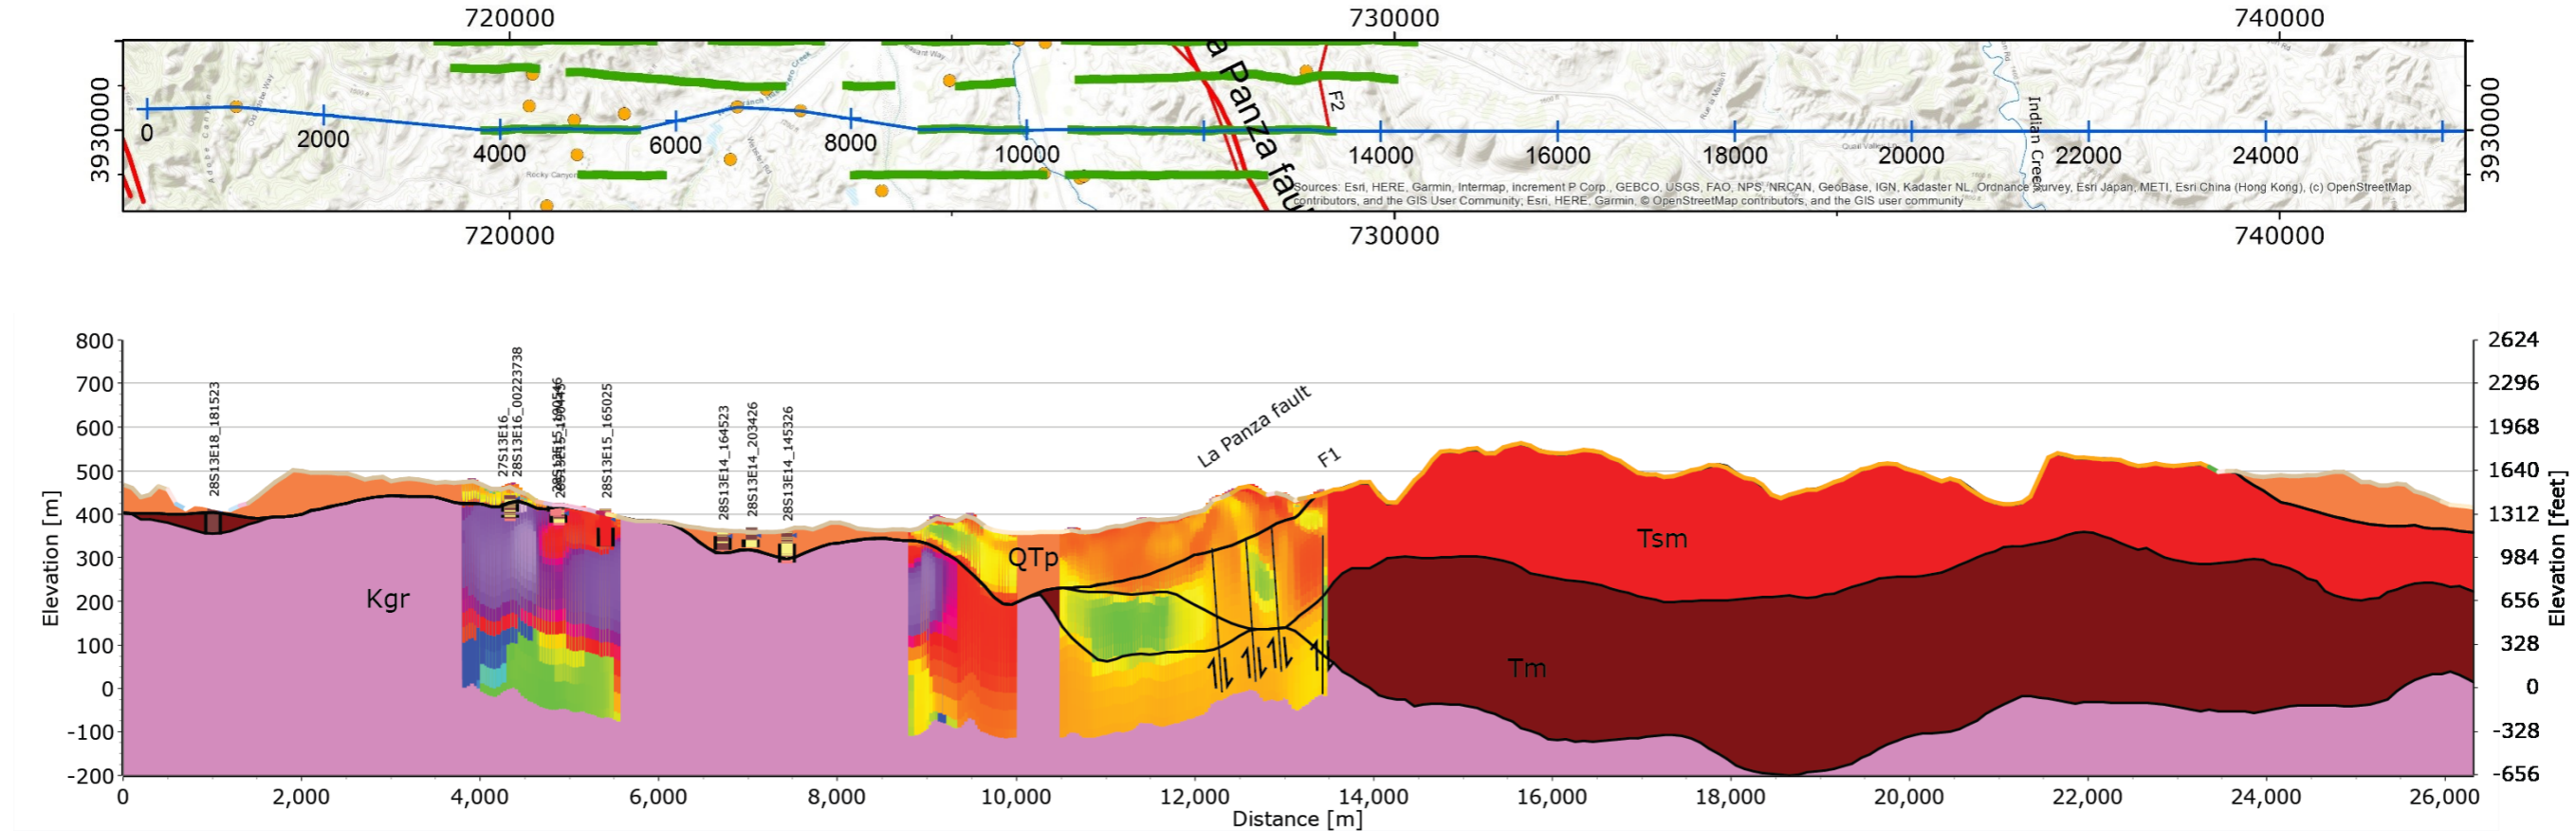 720000 730000 740000
3930000
3930000
a Panza fau
F2
Indian Creek
Rocky Canyon
0 2000 4000 6000 8000 10000 14000 16000 18000 20000 22000 24000
Sources: Esri, HERE, Garmin, Intermap, increment P Corp., GEBCO, USGS, FAO, NPS, NRCAN, GeoBase, IGN, Kadaster NL, Ordnance Survey, Esri Japan, METI, Esri China (Hong Kong), (c) OpenStreetMap
contributors, and the GIS User Community; Esri, HERE, Garmin, © OpenStreetMap contributors, and the GIS user community
720000 730000 740000
800 2624
700 2296
600 1968
500 1640
400 1312
300 984
200 656
100 328
0 0
-100 -328
-200 -656
Elevation [m]
Elevation [feet]
28S13E18_181523
27S13E16_
28S13E16_00223738
28S13E15_165025
28S13E14_164523
28S13E14_203426
28S13E14_145326
La Panza fault
F1
QTp
Kgr
Tsm
Tm
0 2,000 4,000 6,000 8,000 10,000 12,000 14,000 16,000 18,000 20,000 22,000 24,000 26,000
Distance [m]